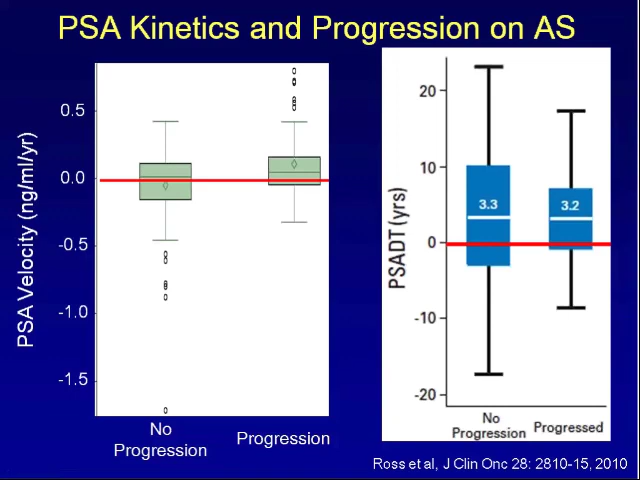 PSA Kinetics and Progression on AS
PSA Velocity (ng/ml/yr)
0.5
0.0
-0.5
-1.0
-1.5
No
Progression
Progression
PSADT (yrs)
20
10
0
-10
-20
3.3
3.2
No
Progression
Progressed
Ross et al, J Clin Onc 28: 2810-15, 2010